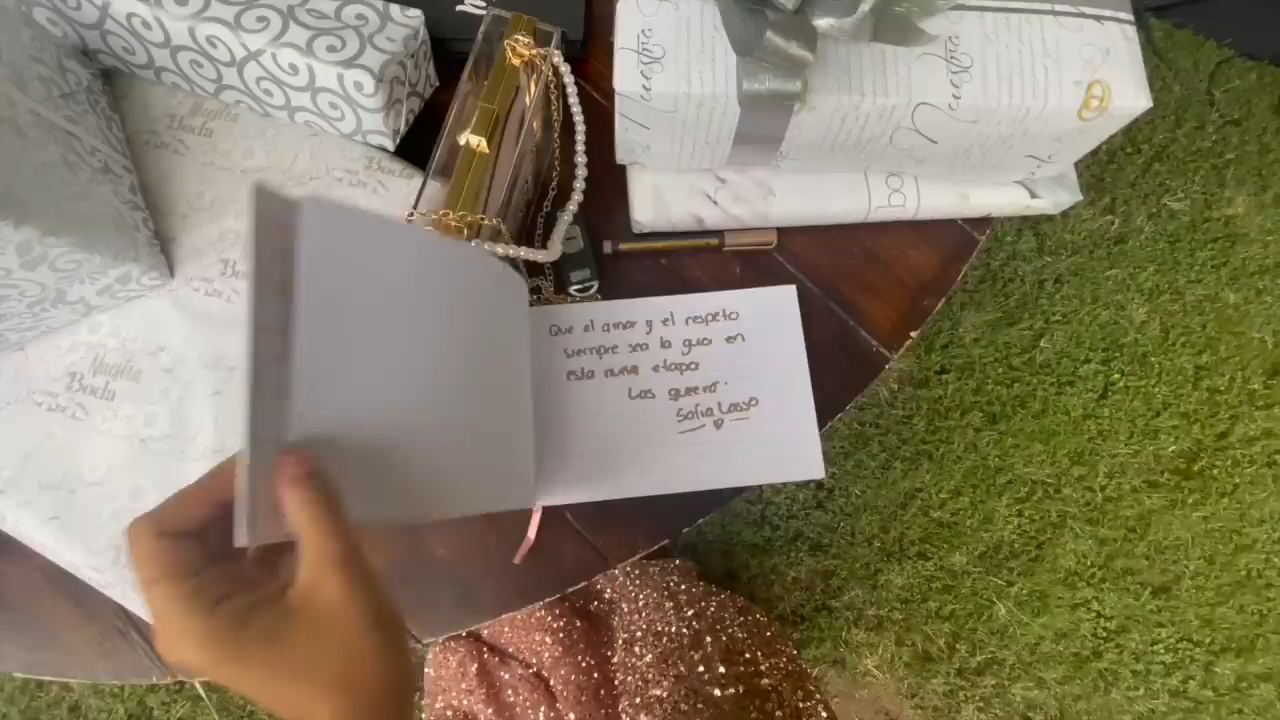 Que el amor y el respeto
siempre sea la guia en
esta nueva etapa
Los quiero.
Sofia Lasso
Nuestra
Nuestra
Nuestra
Boda
Boda
Nuestra
Boda